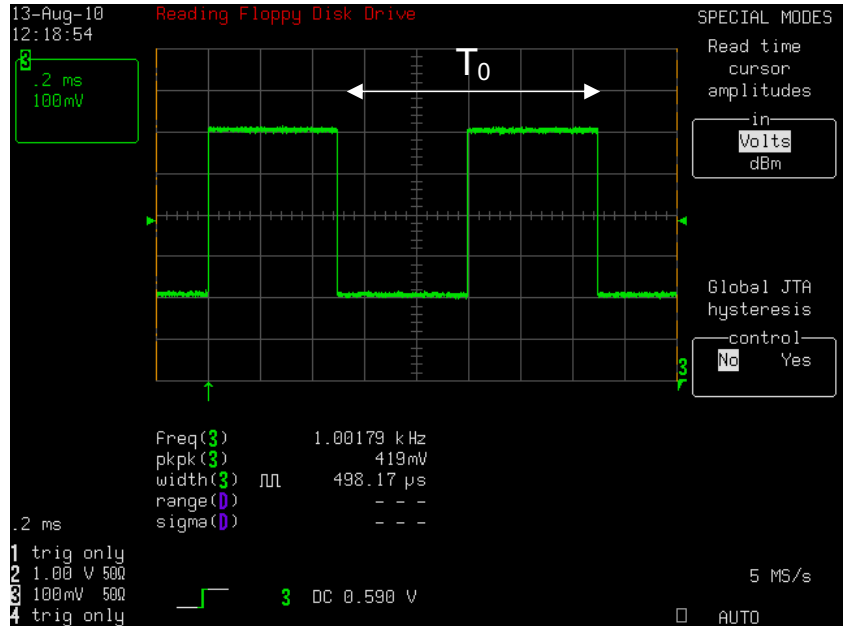 13-Aug-10
12:18:54
Reading Floppy Disk Drive
3
.2 ms
100mV
T0
SPECIAL MODES
Read time
cursor
amplitudes
in
Volts
dBm
Global JTA
hysteresis
control
No Yes
3
Freq(3) 1.00179 kHz
pkpk(3) 419mV
width(3) 498.17 µs
range(D) - - -
sigma(D) - - -
.2 ms
1 trig only
2 1.00 V 50Ω
3 100mV 50Ω
4 trig only
3 DC 0.590 V
5 MS/s
AUTO